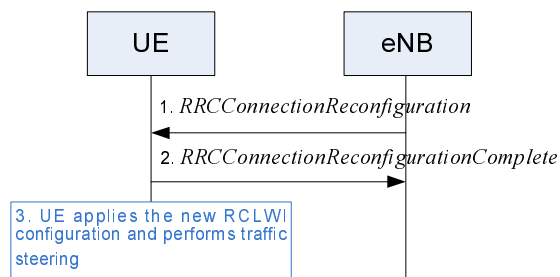 UE
eNB
1. RRCConnectionReconfiguration
2. RRCConnectionReconfigurationComplete
3. UE applies the new RCLWI
configuration and performs traffic
steering